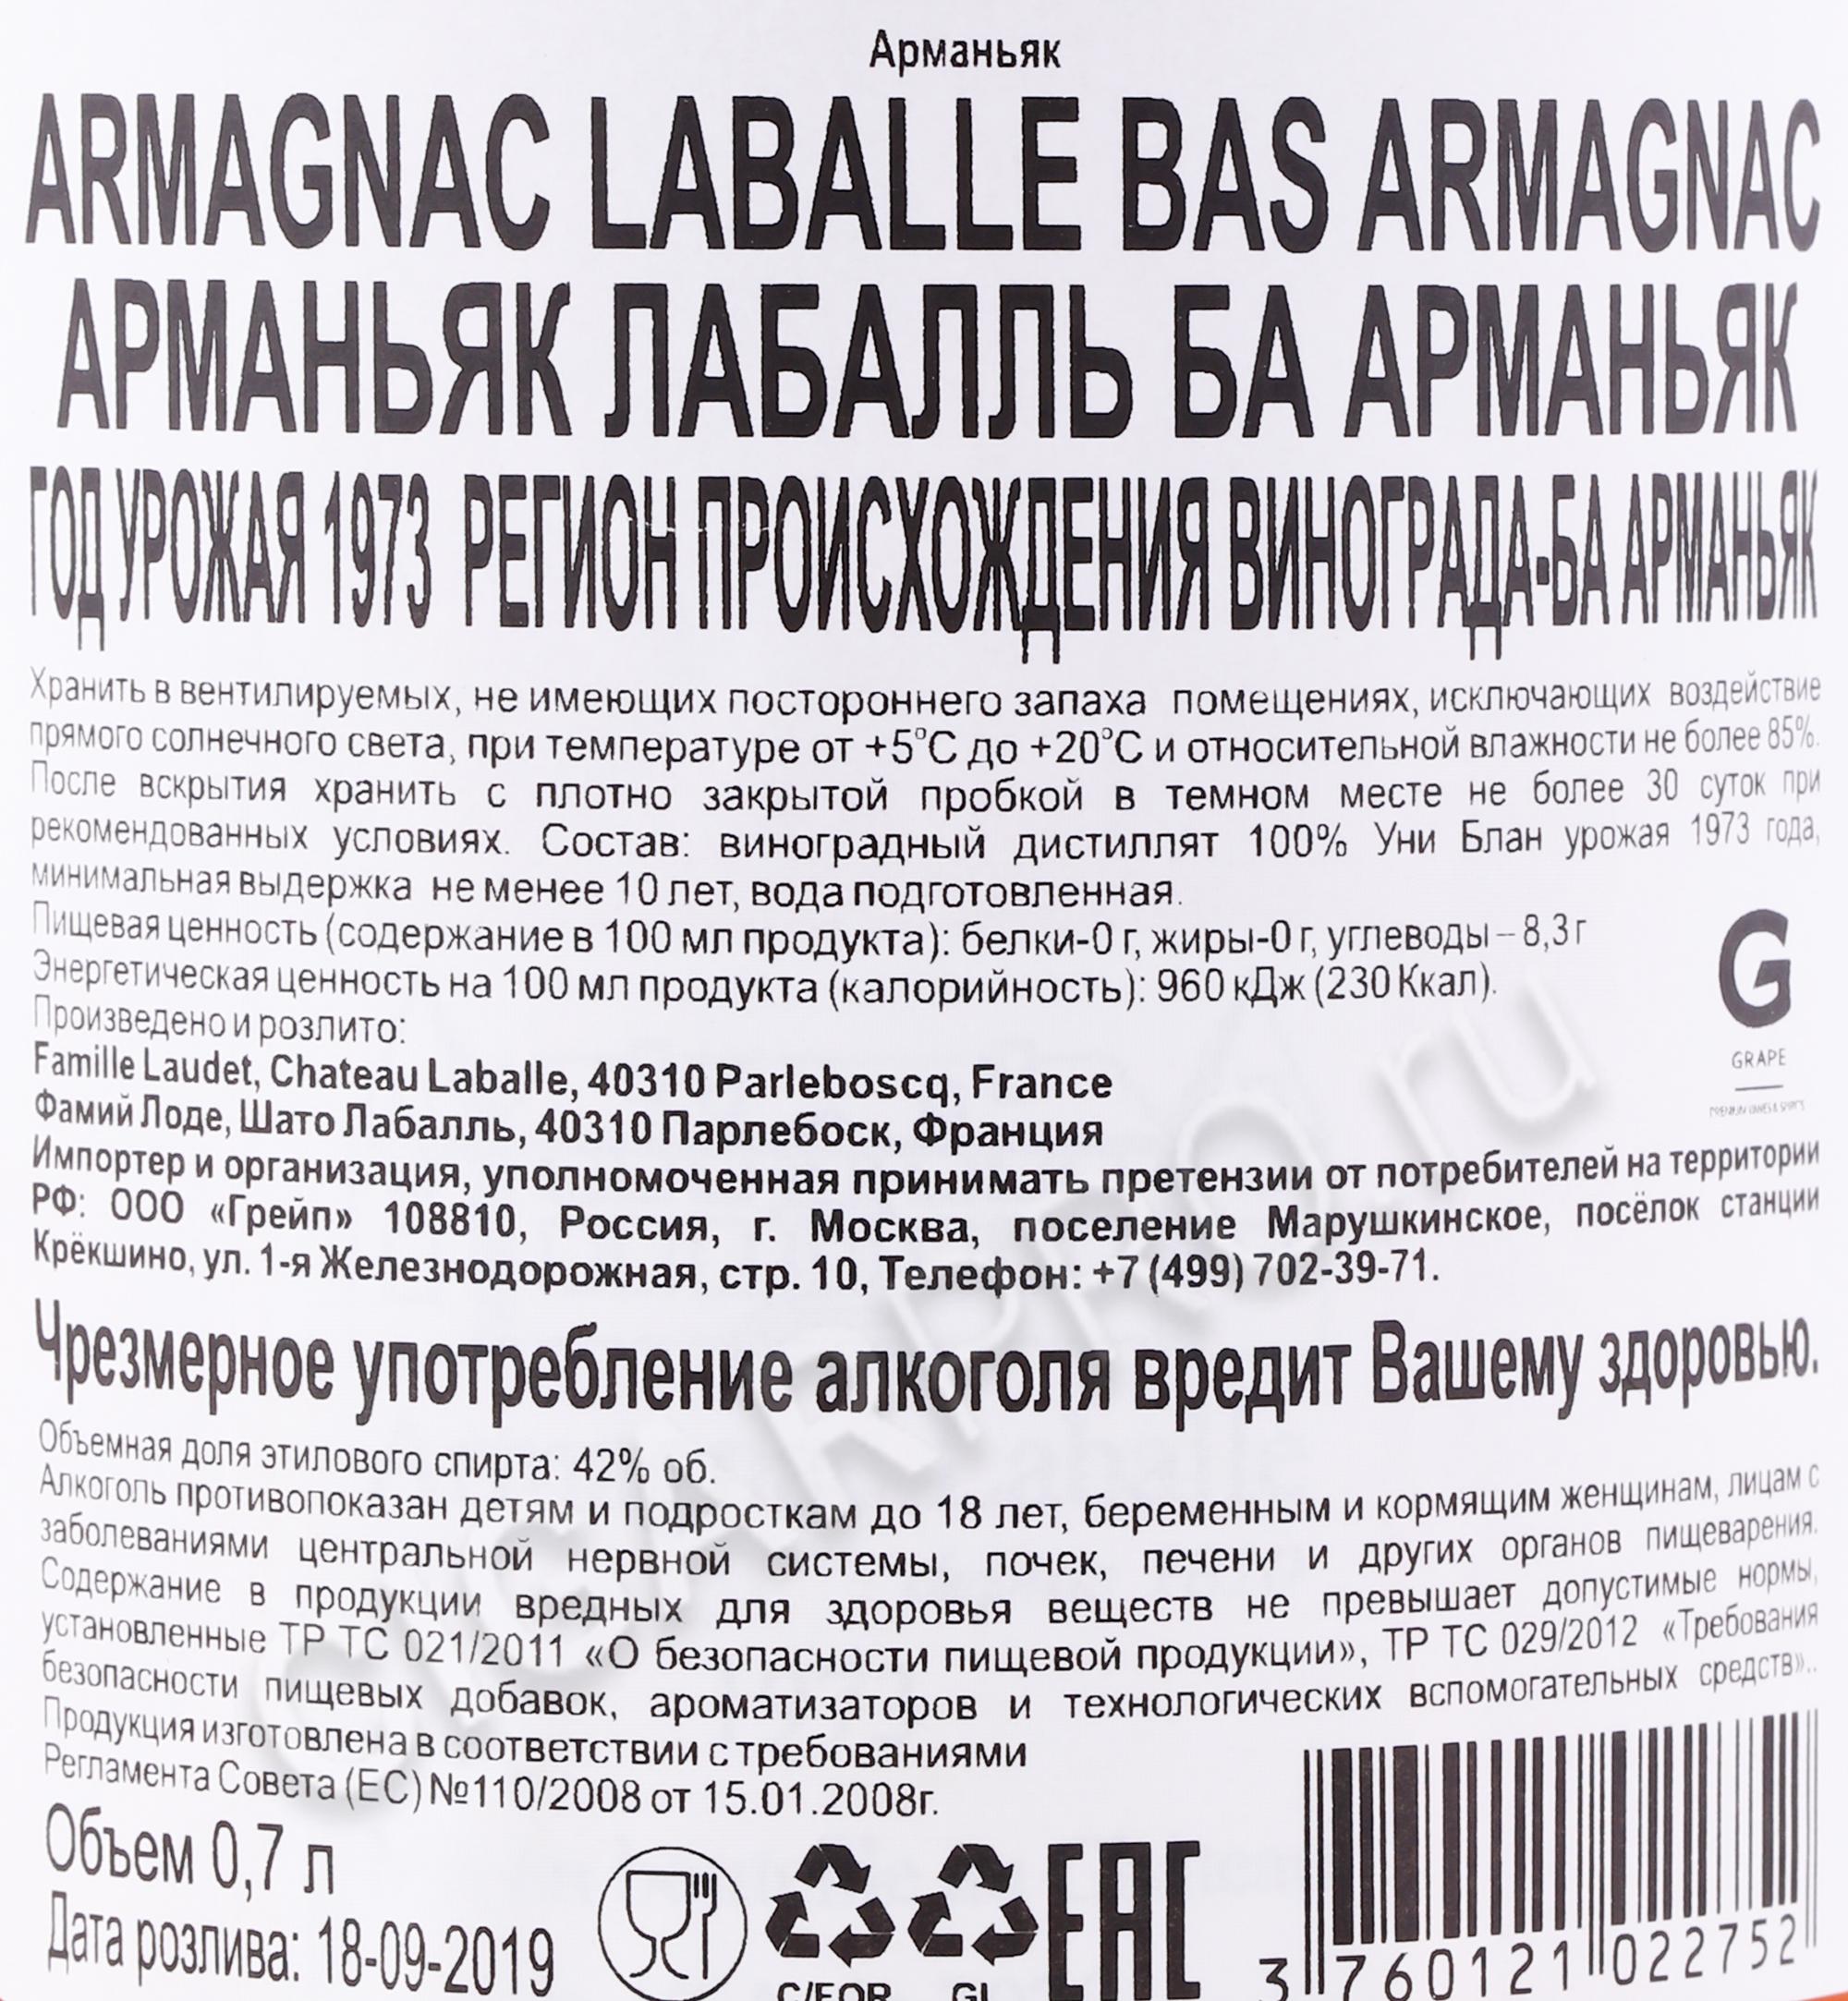 Арманьяк
ARMAGNAC LABALLE BAS ARMAGNAC
АРМАНЬЯК ЛАБАЛЛЬ БА АРМАНЬЯК
ГОД УРОЖАЯ 1973 РЕГИОН ПРОИСХОЖДЕНИЯ ВИНОГРАДА-БА АРМАНЬЯК
Хранить в вентилируемых, не имеющих постороннего запаха помещениях, исключающих воздействие
прямого солнечного света, при температуре от +5°С до +20°С и относительной влажности не более 85%.
После вскрытия хранить с плотно закрытой пробкой в темном месте не более 30 суток при
рекомендованных условиях. Состав: виноградный дистиллят 100% Уни Блан урожая 1973 года,
минимальная выдержка не менее 10 лет, вода подготовленная.
Пищевая ценность (содержание в 100 мл продукта): белки-0 г, жиры-0 г, углеводы – 8,3 г
Энергетическая ценность на 100 мл продукта (калорийность): 960 кДж (230 Ккал).
Произведено и розлито:
Famille Laudet, Chateau Laballe, 40310 Parleboscq, France
Фамий Лоде, Шато Лабалль, 40310 Парлебоск, Франция
G
GRAPE
PREMIUM WINES & SPIRITS
Импортер и организация, уполномоченная принимать претензии от потребителей на территории
РФ: ООО «Грейп» 108810, Россия, г. Москва, поселение Марушкинское, посёлок станции
Крёкшино, ул. 1-я Железнодорожная, стр. 10, Телефон: +7 (499) 702-39-71.
Чрезмерное употребление алкоголя вредит Вашему здоровью.
Объемная доля этилового спирта: 42% об.
Алкоголь противопоказан детям и подросткам до 18 лет, беременным и кормящим женщинам, лицам с
заболеваниями центральной нервной системы, почек, печени и других органов пищеварения.
Содержание в продукции вредных для здоровья веществ не превышает допустимые нормы,
установленные ТР ТС 021/2011 «О безопасности пищевой продукции», ТР ТС 029/2012 «Требования
безопасности пищевых добавок, ароматизаторов и технологических вспомогательных средств»..
Продукция изготовлена в соответствии с требованиями
Регламента Совета (ЕС) №110/2008 от 15.01.2008г.
Объем 0,7 л
Дата розлива: 18-09-2019
C/FOR
GL
EAC
3 760121 022752
CIGARPRO.ru